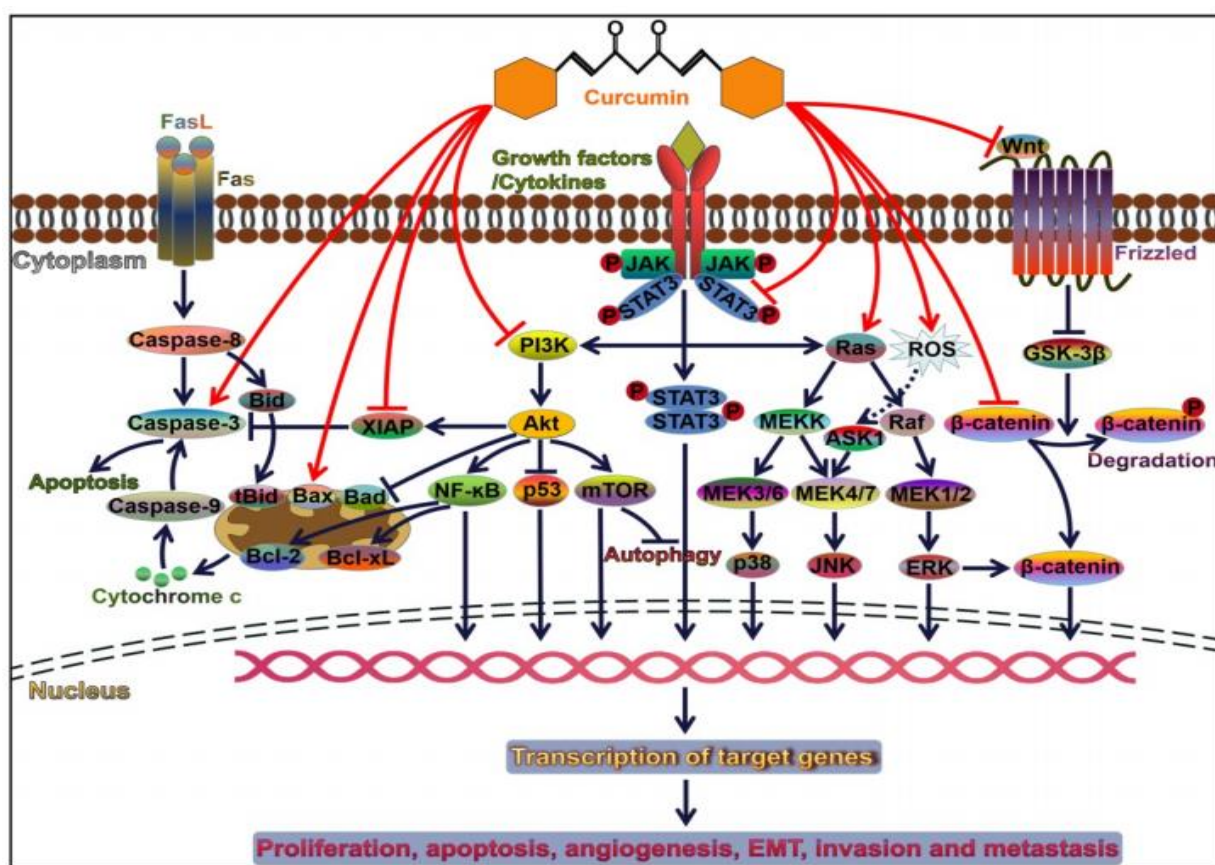 O O
Curcumin
FasL
Fas
Growth factors
/Cytokines
Wnt
Frizzled
Cytoplasm
P JAK JAK P
P STAT3 STAT3 P
Caspase-8
PI3K
Ras
ROS
GSK-3β
Bid
Caspase-3
XIAP
Akt
P STAT3
STAT3 P
MEKK
ASK1
Raf
β-catenin
β-catenin P
Degradation
Apoptosis
Caspase-9
tBid
Bax
Bad
NF-κB
p53
mTOR
MEK3/6
MEK4/7
MEK1/2
Bcl-2
Bcl-xL
Autophagy
p38
JNK
ERK
β-catenin
Cytochrome c
Nucleus
Transcription of target genes
Proliferation, apoptosis, angiogenesis, EMT, invasion and metastasis